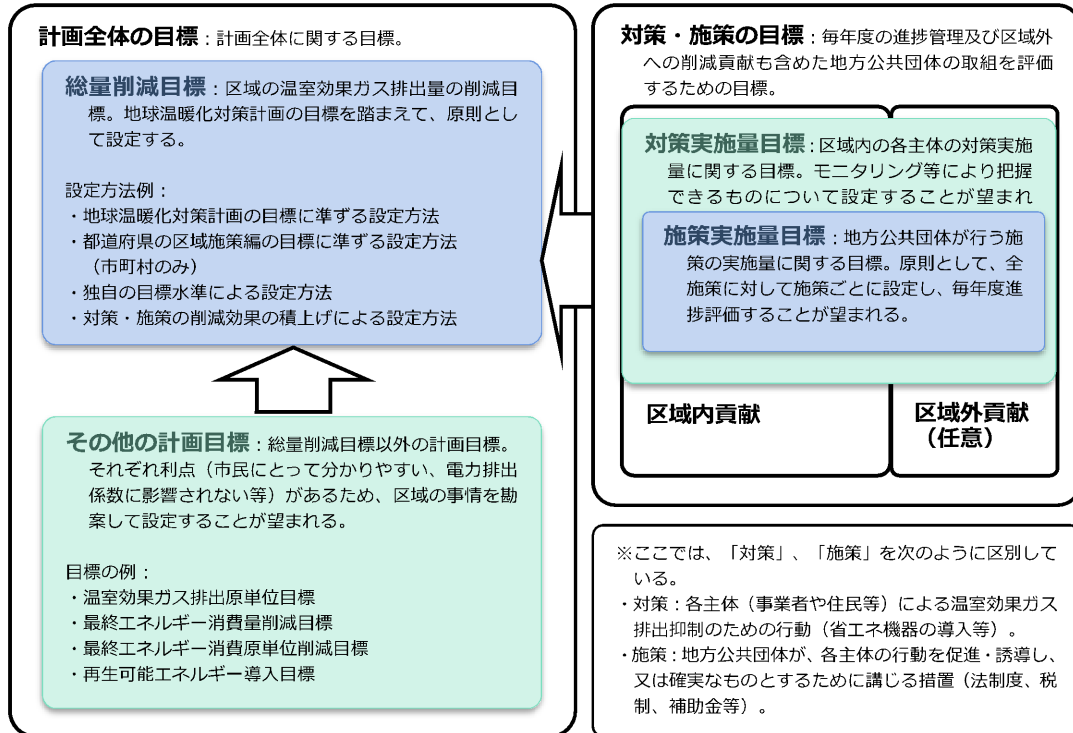 計画全体の目標：計画全体に関する目標。
総量削減目標：区域の温室効果ガス排出量の削減目
標。地球温暖化対策計画の目標を踏まえて、原則とし
て設定する。
設定方法例：
・地球温暖化対策計画の目標に準ずる設定方法
・都道府県の区域施策編の目標に準ずる設定方法
（市町村のみ）
・独自の目標水準による設定方法
・対策・施策の削減効果の積上げによる設定方法
その他の計画目標：総量削減目標以外の計画目標。
それぞれ利点（市民にとって分かりやすい、電力排出
係数に影響されない等）があるため、区域の事情を勘
案して設定することが望まれる。
目標の例：
・温室効果ガス排出原単位目標
・最終エネルギー消費量削減目標
・最終エネルギー消費原単位削減目標
・再生可能エネルギー導入目標
対策・施策の目標：毎年度の進捗管理及び区域外
への削減貢献も含めた地方公共団体の取組を評価
するための目標。
対策実施量目標：区域内の各主体の対策実施
量に関する目標。モニタリング等により把握
できるものについて設定することが望まれ
施策実施量目標：地方公共団体が行う施
策の実施量に関する目標。原則として、全
施策に対して施策ごとに設定し、毎年度進
捗評価することが望まれる。
区域内貢献
区域外貢献
（任意）
※ここでは、「対策」、「施策」を次のように区別して
いる。
・対策：各主体（事業者や住民等）による温室効果ガス
排出抑制のための行動（省エネ機器の導入等）。
・施策：地方公共団体が、各主体の行動を促進・誘導し、
又は確実なものとするために講じる措置（法制度、税
制、補助金等）。